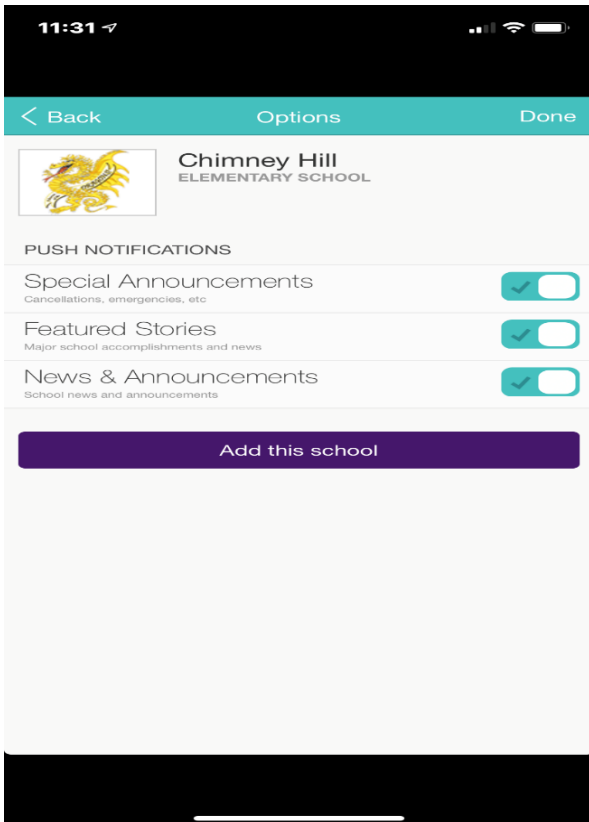 11:31
Back Options Done
Chimney Hill
ELEMENTARY SCHOOL
PUSH NOTIFICATIONS
Special Announcements
Cancellations, emergencies, etc
Featured Stories
Major school accomplishments and news
News & Announcements
School news and announcements
Add this school